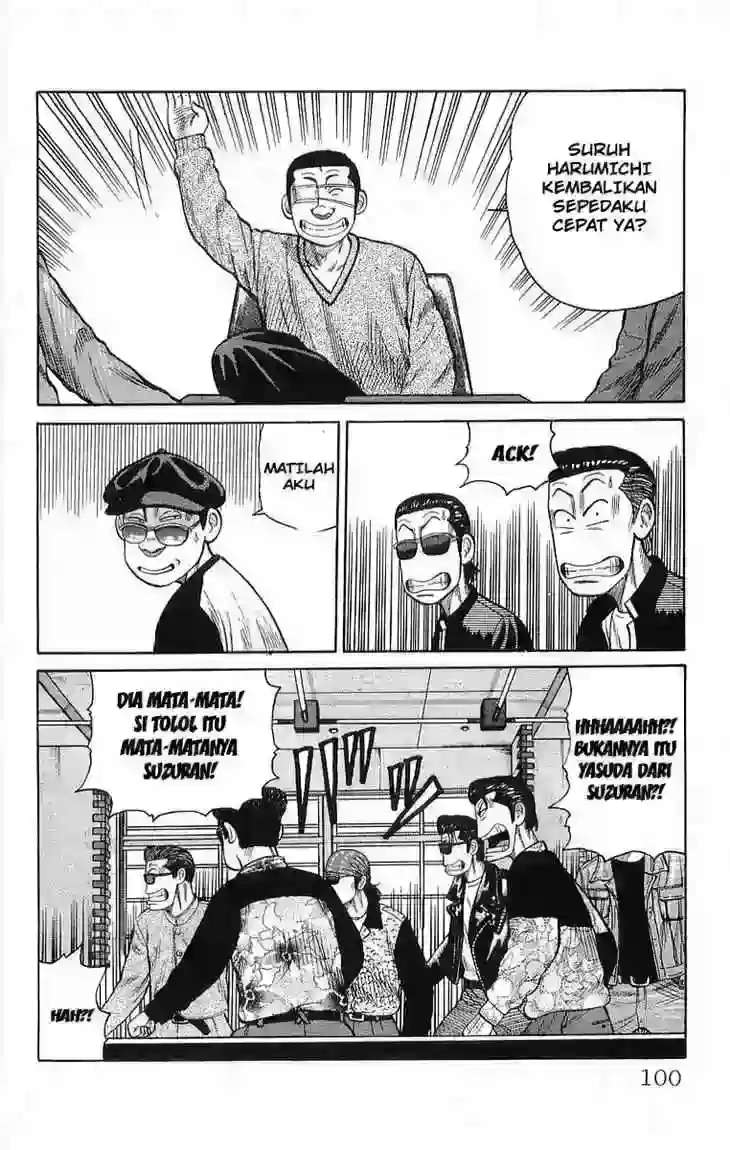 SURUH
HARUMICHI
KEMBALIKAN
SEPEDAKU
CEPAT YA?
ACK!
MATILAH
AKU
HHHAAAAHH?!
BUKANNYA ITU
YASUDA DARI
SUZURAN?!
DIA MATA-MATA!
SI TOLOL ITU
MATA-MATANYA
SUZURAN!
HAH?!
100